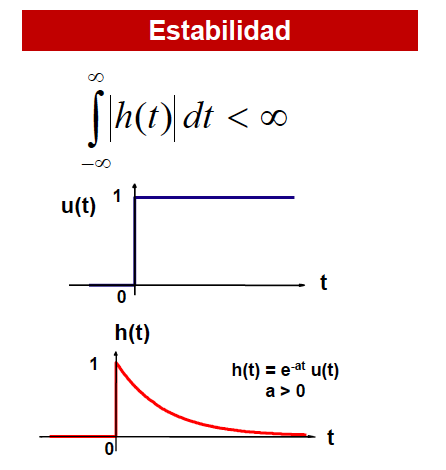 Estabilidad
∞
∫|h(t)| dt < ∞
−∞
u(t) 1
t
0
h(t)
1
h(t) = e^-at u(t)
a > 0
t
0